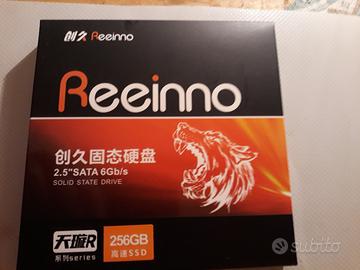 创久 Reeinno
Reeinno
创久固态硬盘
2.5"SATA 6Gb/s
SOLID STATE DRIVE
天璇R
系列series
256GB
高速SSD
subito